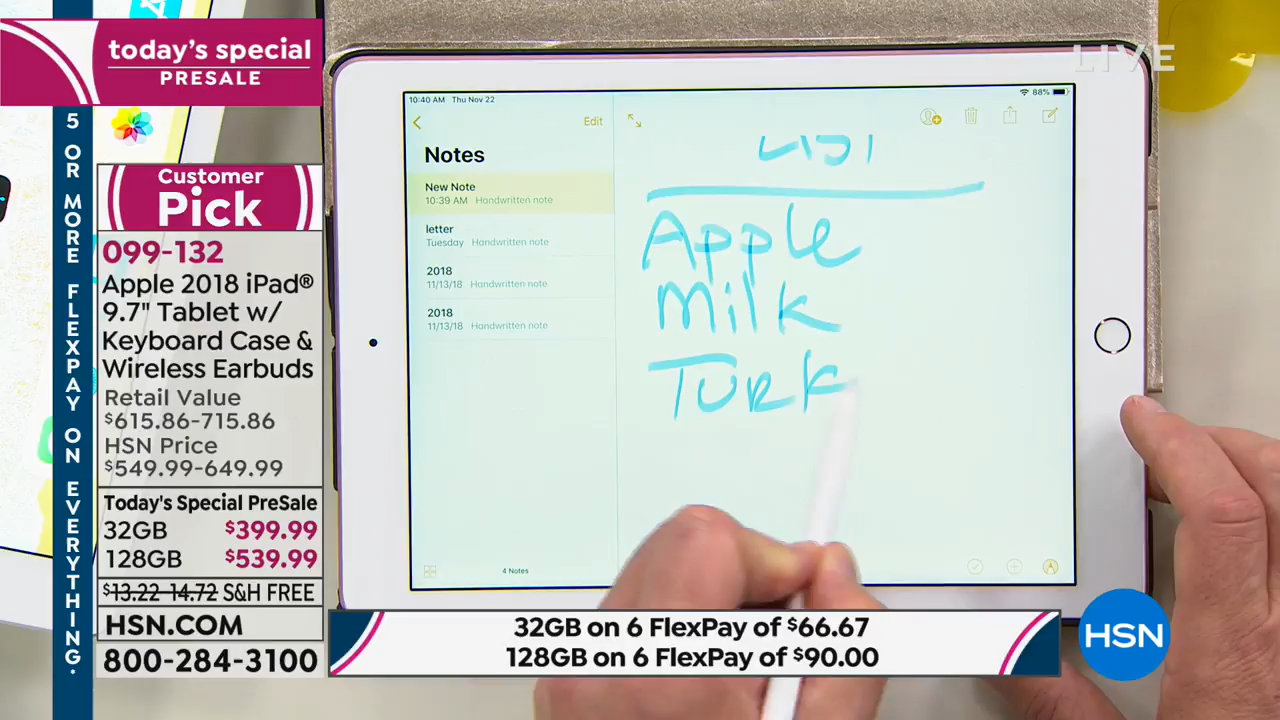 today's special
PRESALE
5 OR MORE FLEXPAY ON EVERYTHING.
Customer
Pick
099-132
Apple 2018 iPad®
9.7" Tablet w/
Keyboard Case &
Wireless Earbuds
Retail Value
$615.86-715.86
HSN Price
$549.99-649.99
Today's Special PreSale
32GB $399.99
128GB $539.99
$13.22-14.72 S&H FREE
HSN.COM
800-284-3100
LIVE
10:40 AM Thu Nov 22
88%
Edit
Notes
New Note
10:39 AM Handwritten note
letter
Tuesday Handwritten note
2018
11/13/18 Handwritten note
2018
11/13/18 Handwritten note
4 Notes
Apple
Milk
TURK
32GB on 6 FlexPay of $66.67
128GB on 6 FlexPay of $90.00
HSN